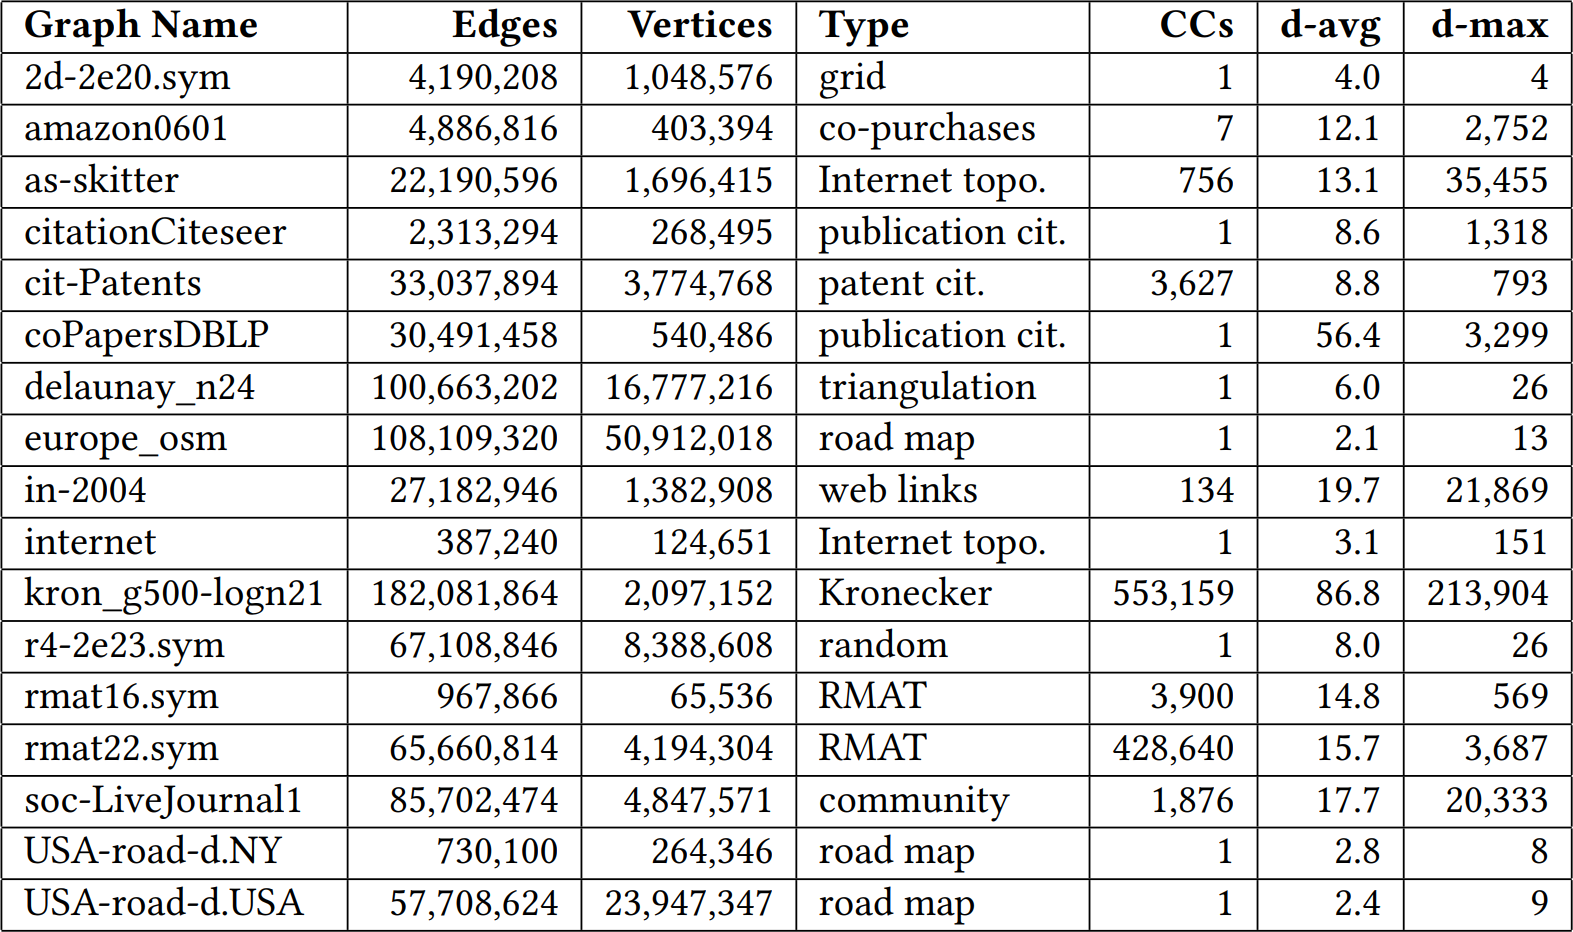 Graph Name Edges Vertices Type CCs d-avg d-max
2d-2e20.sym 4,190,208 1,048,576 grid 1 4.0 4
amazon0601 4,886,816 403,394 co-purchases 7 12.1 2,752
as-skitter 22,190,596 1,696,415 Internet topo. 756 13.1 35,455
citationCiteseer 2,313,294 268,495 publication cit. 1 8.6 1,318
cit-Patents 33,037,894 3,774,768 patent cit. 3,627 8.8 793
coPapersDBLP 30,491,458 540,486 publication cit. 1 56.4 3,299
delaunay_n24 100,663,202 16,777,216 triangulation 1 6.0 26
europe_osm 108,109,320 50,912,018 road map 1 2.1 13
in-2004 27,182,946 1,382,908 web links 134 19.7 21,869
internet 387,240 124,651 Internet topo. 1 3.1 151
kron_g500-logn21 182,081,864 2,097,152 Kronecker 553,159 86.8 213,904
r4-2e23.sym 67,108,846 8,388,608 random 1 8.0 26
rmat16.sym 967,866 65,536 RMAT 3,900 14.8 569
rmat22.sym 65,660,814 4,194,304 RMAT 428,640 15.7 3,687
soc-LiveJournal1 85,702,474 4,847,571 community 1,876 17.7 20,333
USA-road-d.NY 730,100 264,346 road map 1 2.8 8
USA-road-d.USA 57,708,624 23,947,347 road map 1 2.4 9